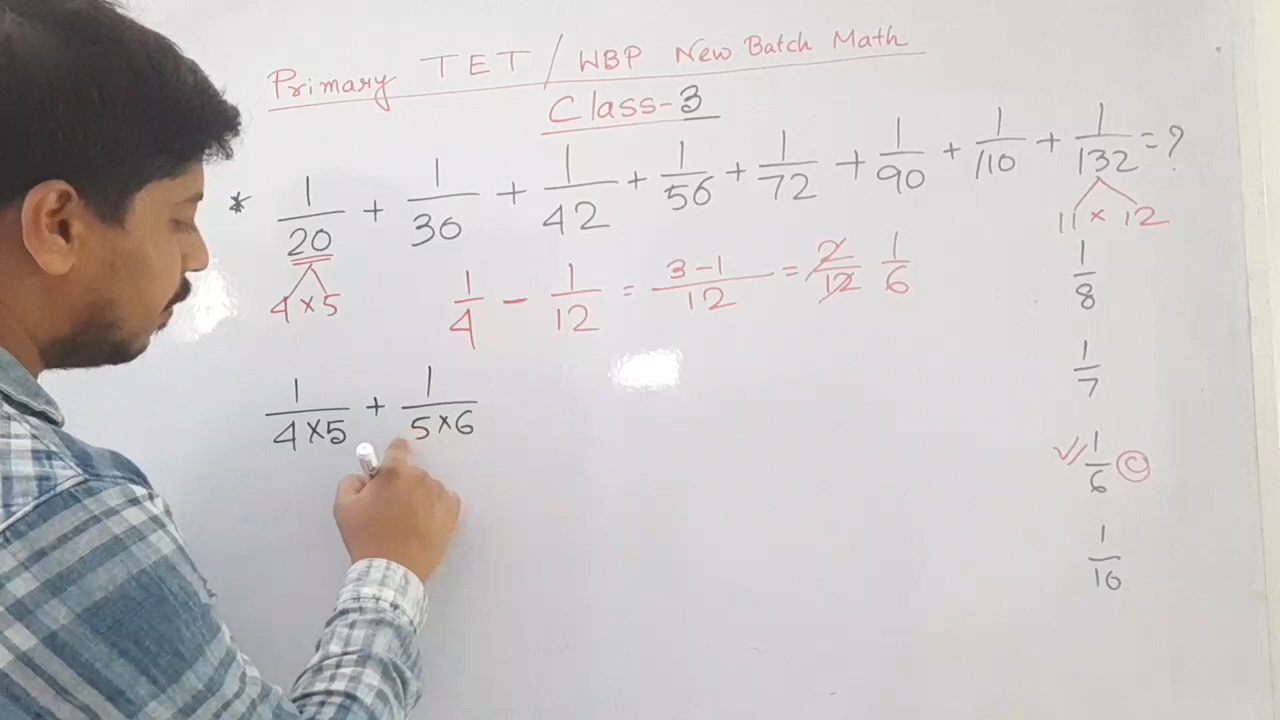 Primary TET / WBP New Batch Math
Class-3
* 1/20 + 1/30 + 1/42 + 1/56 + 1/72 + 1/90 + 1/110 + 1/132 = ?
4 × 5
11 × 12
1/4 - 1/12 = 3-1/12 = 2/12 1/6
1/8
1/7
1/(4×5) + 1/(5×6)
✓ 1/6 C
1/16